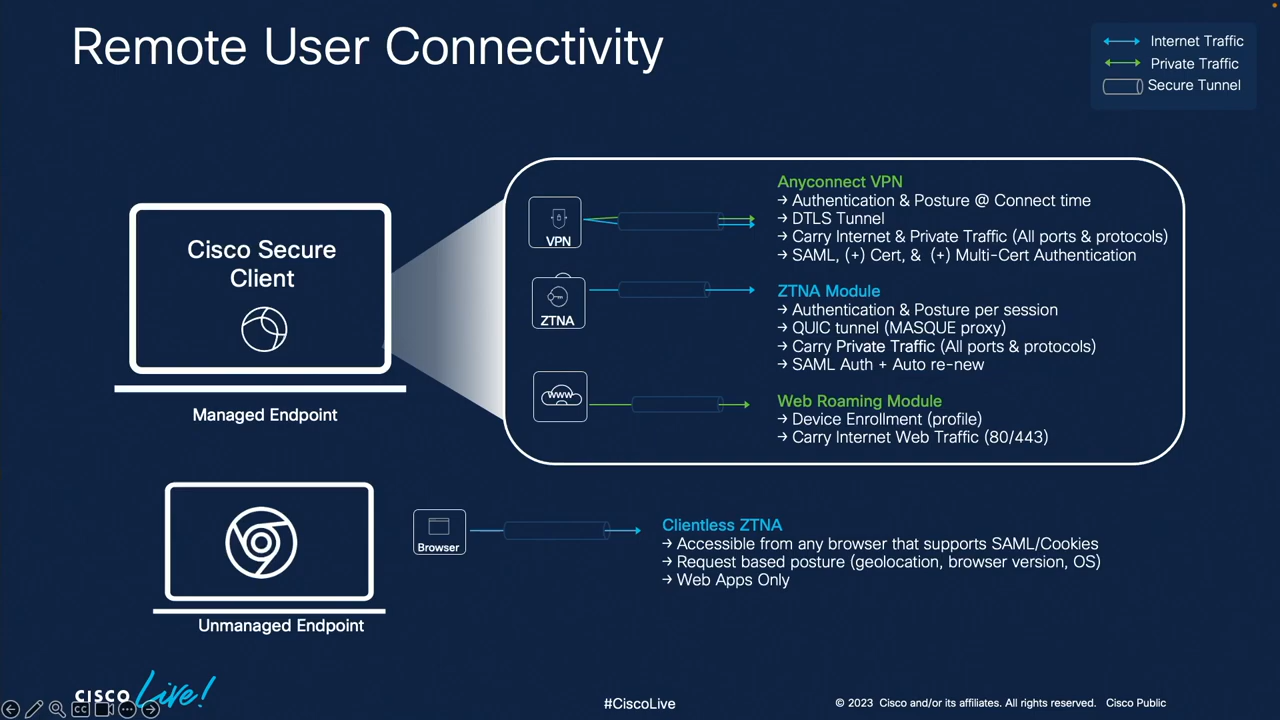 Remote User Connectivity
Internet Traffic
Private Traffic
Secure Tunnel
Cisco Secure
Client
Managed Endpoint
VPN
Anyconnect VPN
→ Authentication & Posture @ Connect time
→ DTLS Tunnel
→ Carry Internet & Private Traffic (All ports & protocols)
→ SAML, (+) Cert, & (+) Multi-Cert Authentication
ZTNA
ZTNA Module
→ Authentication & Posture per session
→ QUIC tunnel (MASQUE proxy)
→ Carry Private Traffic (All ports & protocols)
→ SAML Auth + Auto re-new
www
Web Roaming Module
→ Device Enrollment (profile)
→ Carry Internet Web Traffic (80/443)
Unmanaged Endpoint
Browser
Clientless ZTNA
→ Accessible from any browser that supports SAML/Cookies
→ Request based posture (geolocation, browser version, OS)
→ Web Apps Only
CISCO Live!
CC
#CiscoLive
© 2023 Cisco and/or its affiliates. All rights reserved. Cisco Public